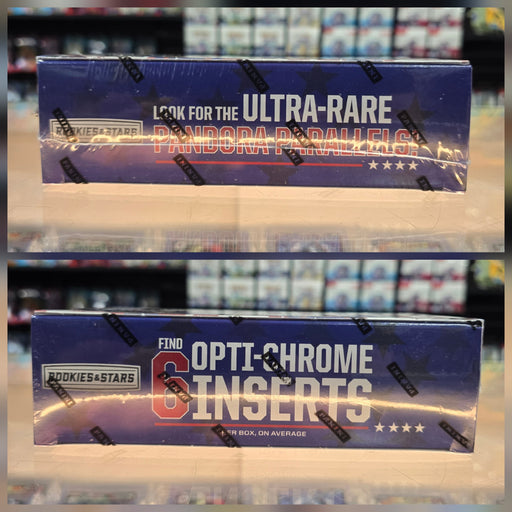 LOOK FOR THE ULTRA-RARE
ROOKIES & STARS
PANDORA PARALLELS!
FIND
6 OPTI-CHROME
ROOKIES & STARS
INSERTS
PER BOX, ON AVERAGE
PANINI